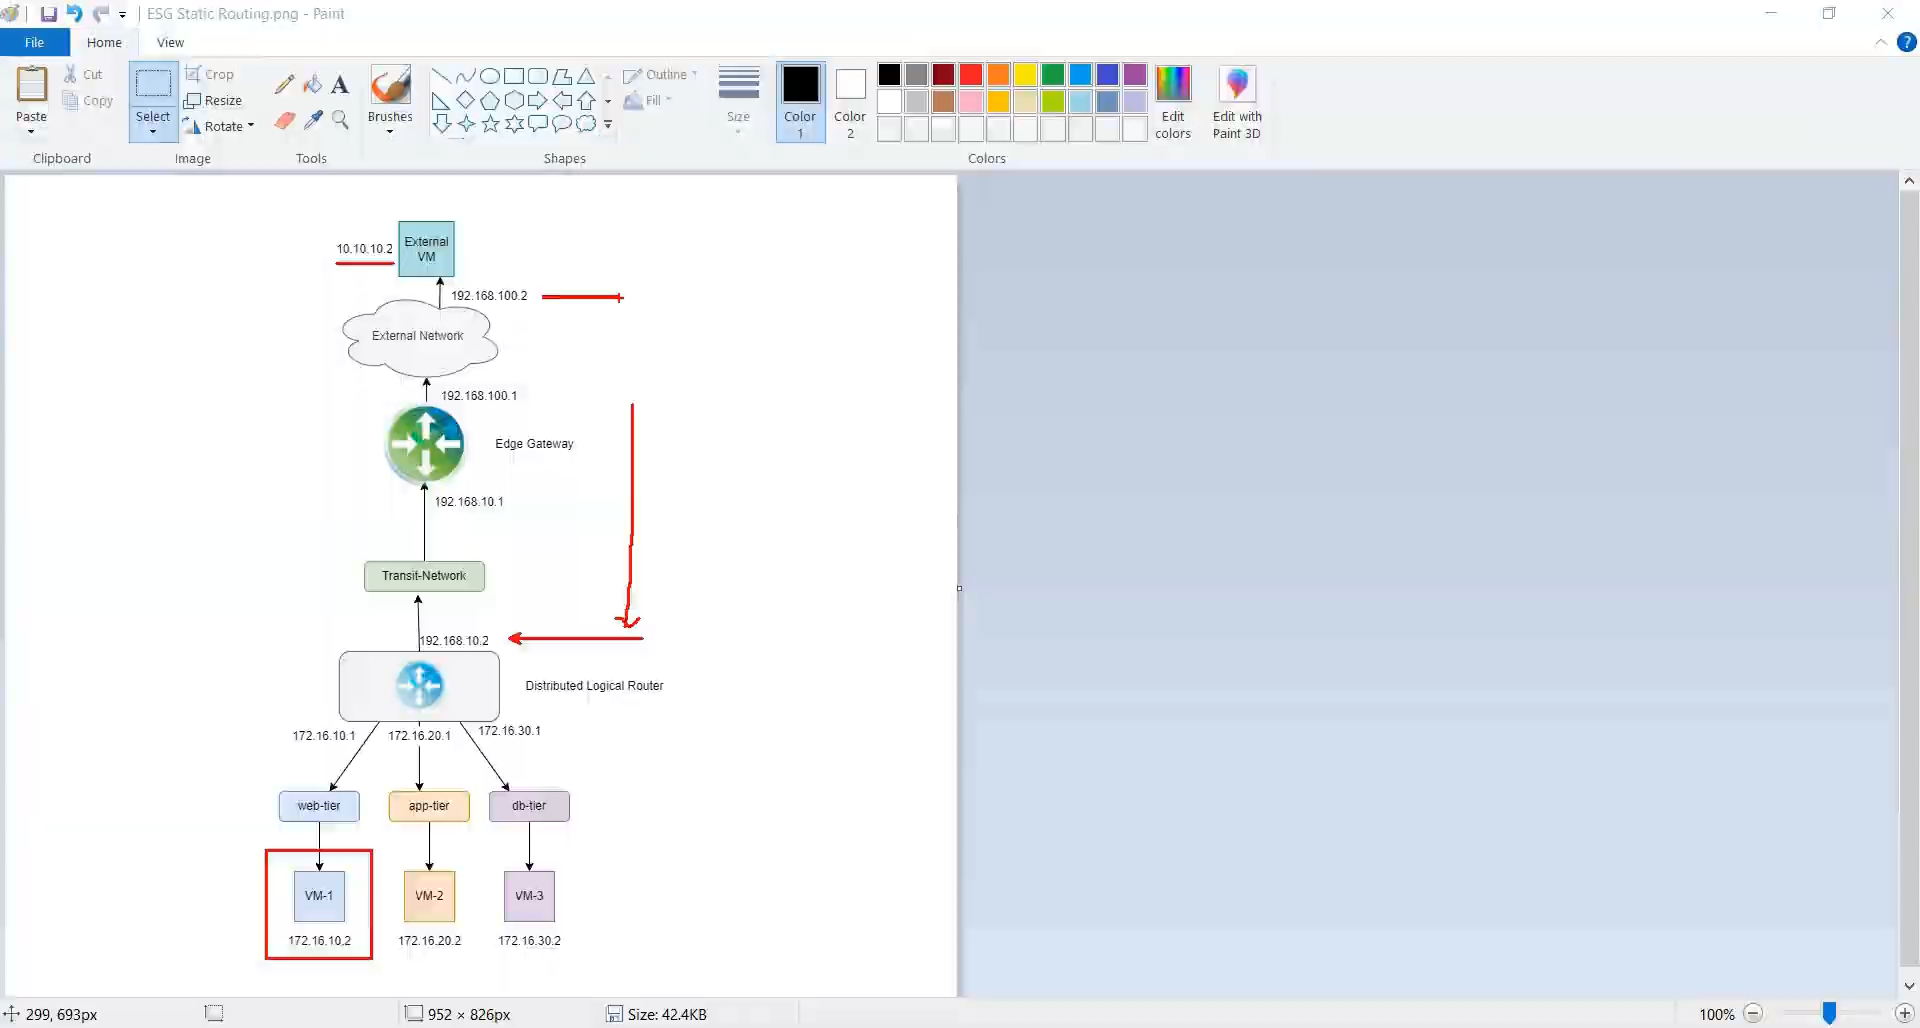 ESG Static Routing.png - Paint
File
Home
View
Paste
Cut
Copy
Clipboard
Select
Crop
Resize
Rotate
Image
A
Tools
Brushes
Shapes
Outline
Fill
Size
Color
1
Color
2
Edit
colors
Edit with
Paint 3D
Colors
?
10.10.10.2
External
VM
192.168.100.2
External Network
192.168.100.1
Edge Gateway
192.168.10.1
Transit-Network
192.168.10.2
Distributed Logical Router
172.16.10.1
172.16.20.1
172.16.30.1
web-tier
app-tier
db-tier
VM-1
VM-2
VM-3
172.16.10.2
172.16.20.2
172.16.30.2
299, 693px
952 × 826px
Size: 42.4KB
100%